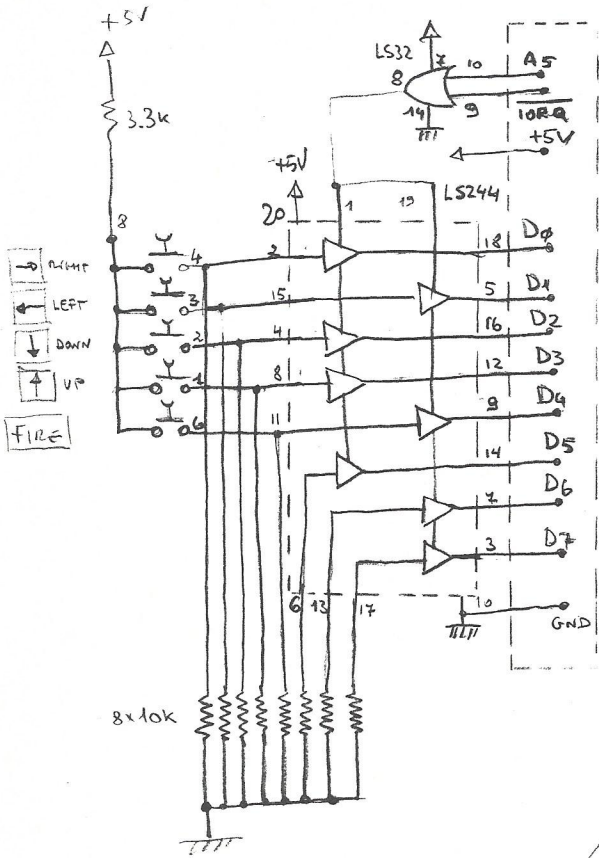 +5V
3.3k
8
LS32
7
8
10
A5
14
9
IORQ
+5V
+5V
LS244
20
1
19
RIGHT
4
2
18
D0
LEFT
3
15
5
D1
DOWN
2
4
16
D2
UP
1
8
12
D3
FIRE
6
11
9
D4
14
D5
7
D6
3
D7
6
13
17
10
GND
8x10k